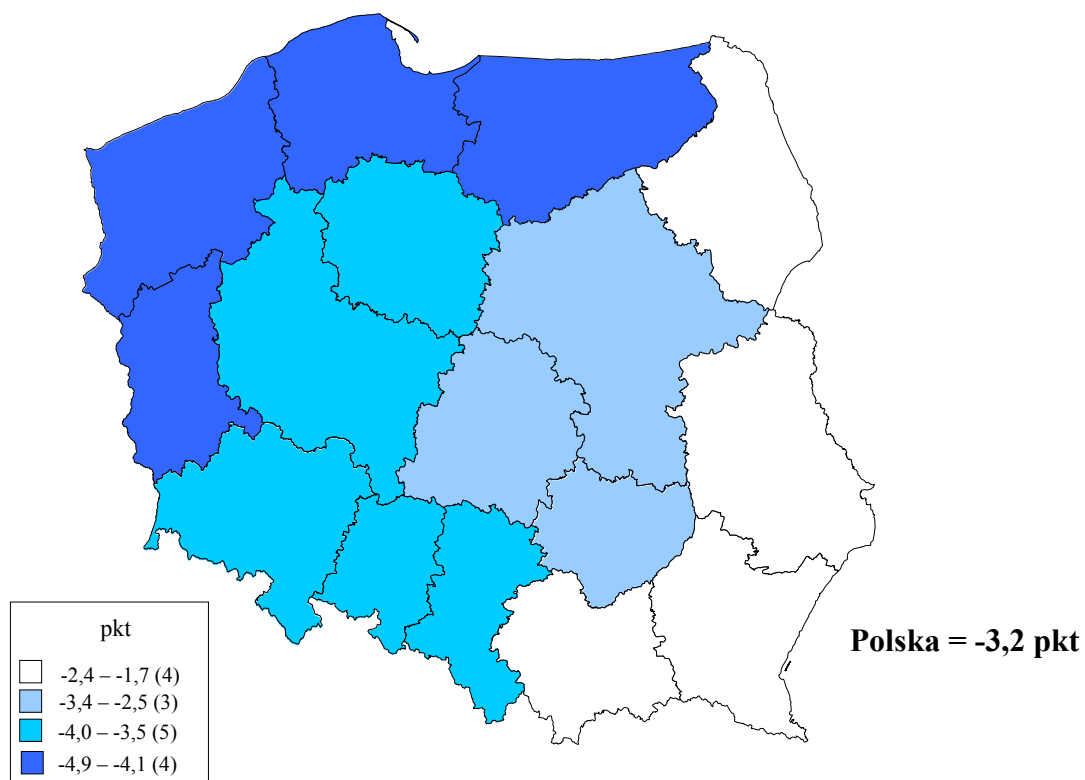 Polska = -3,2 pkt
pkt
-2,4 – -1,7 (4)
-3,4 – -2,5 (3)
-4,0 – -3,5 (5)
-4,9 – -4,1 (4)